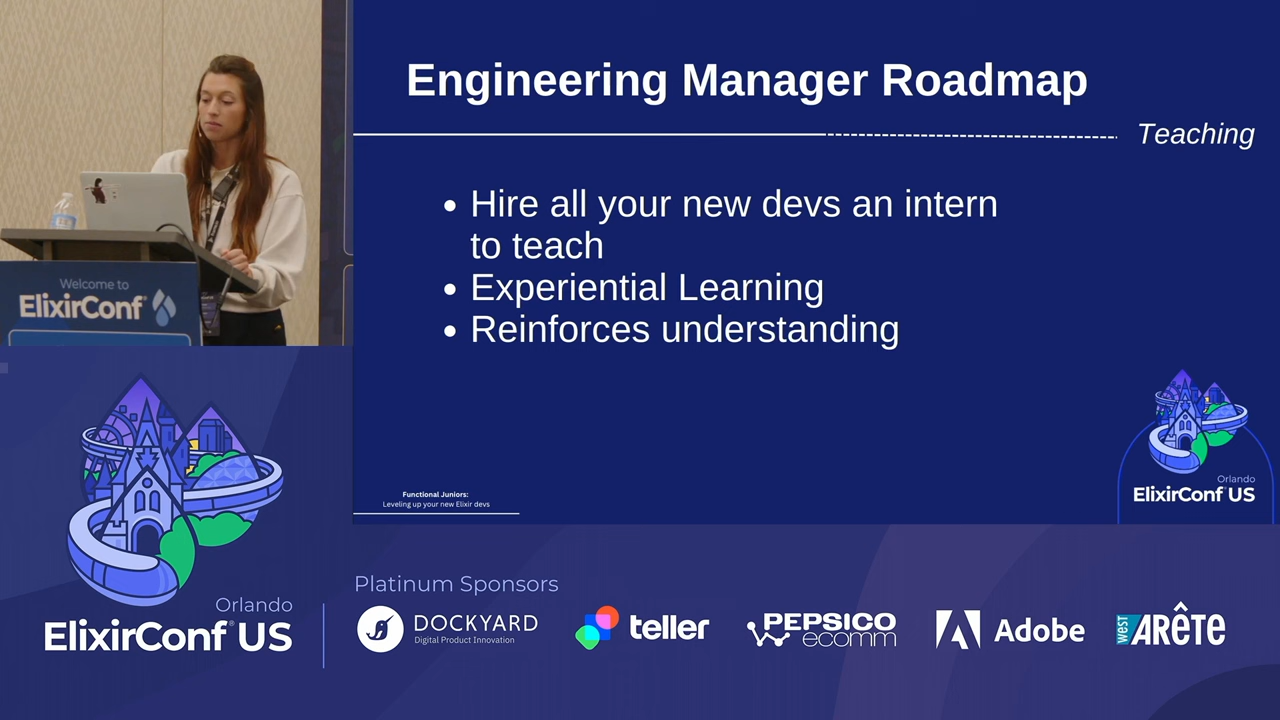 Engineering Manager Roadmap
Teaching
• Hire all your new devs an intern
to teach
• Experiential Learning
• Reinforces understanding
Functional Juniors:
Leveling up your new Elixir devs
Orlando
ElixirConf US
Welcome to
ElixirConf
Orlando
ElixirConf® US
Platinum Sponsors
DOCKYARD
Digital Product Innovation
teller
PEPSICO
ecomm
Adobe
west ARÊTE